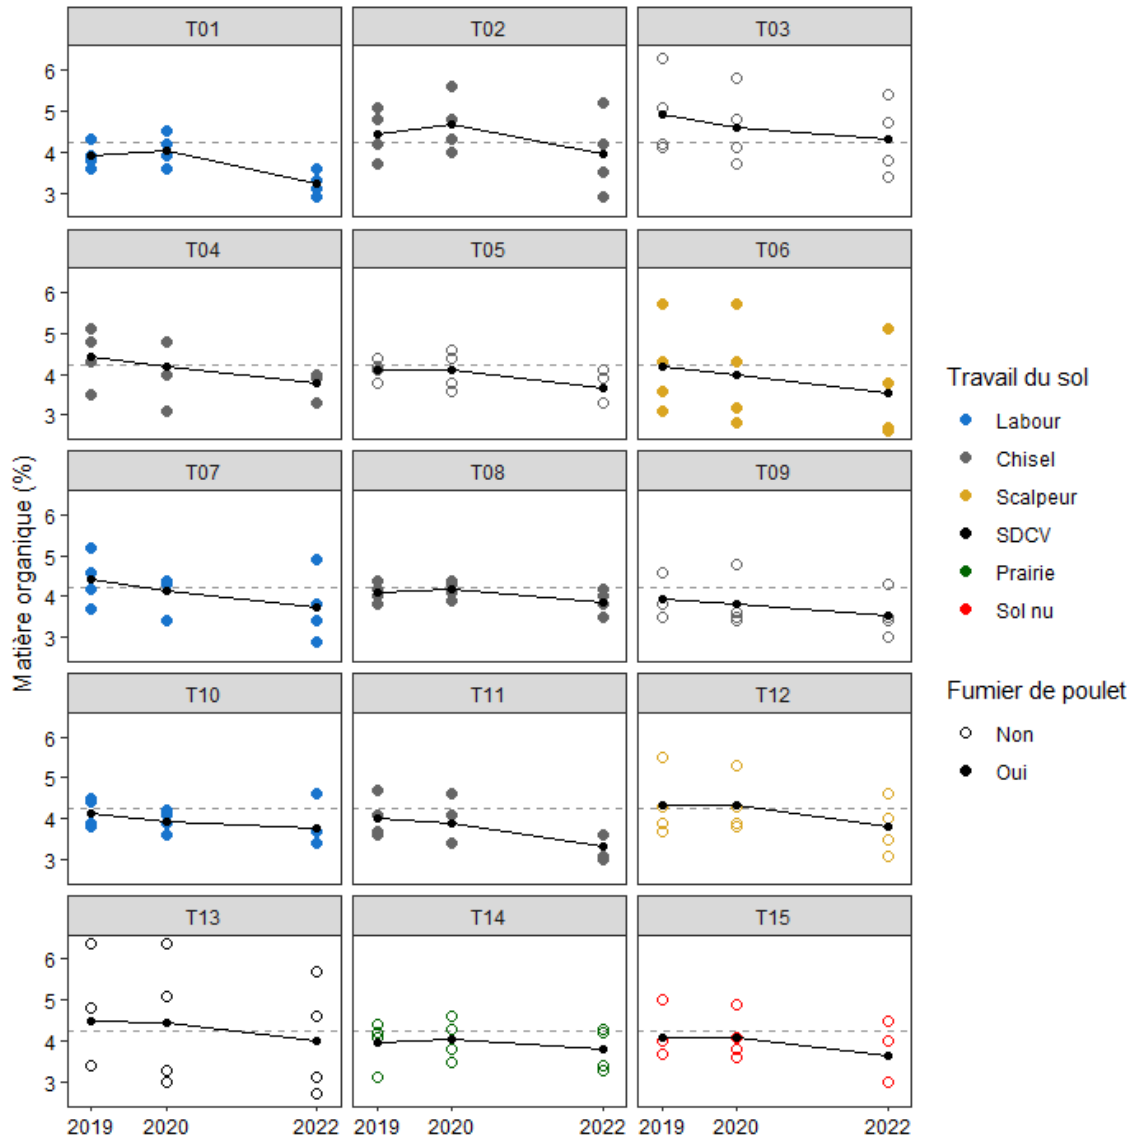 T01 T02 T03
6
5
4
3
T04 T05 T06
6
5
4
3
T07 T08 T09
6
5
4
3
T10 T11 T12
6
5
4
3
T13 T14 T15
6
5
4
3
2019 2020 2022 2019 2020 2022 2019 2020 2022
Matière organique (%)
Travail du sol
Labour
Chisel
Scalpeur
SDCV
Prairie
Sol nu
Fumier de poulet
Non
Oui